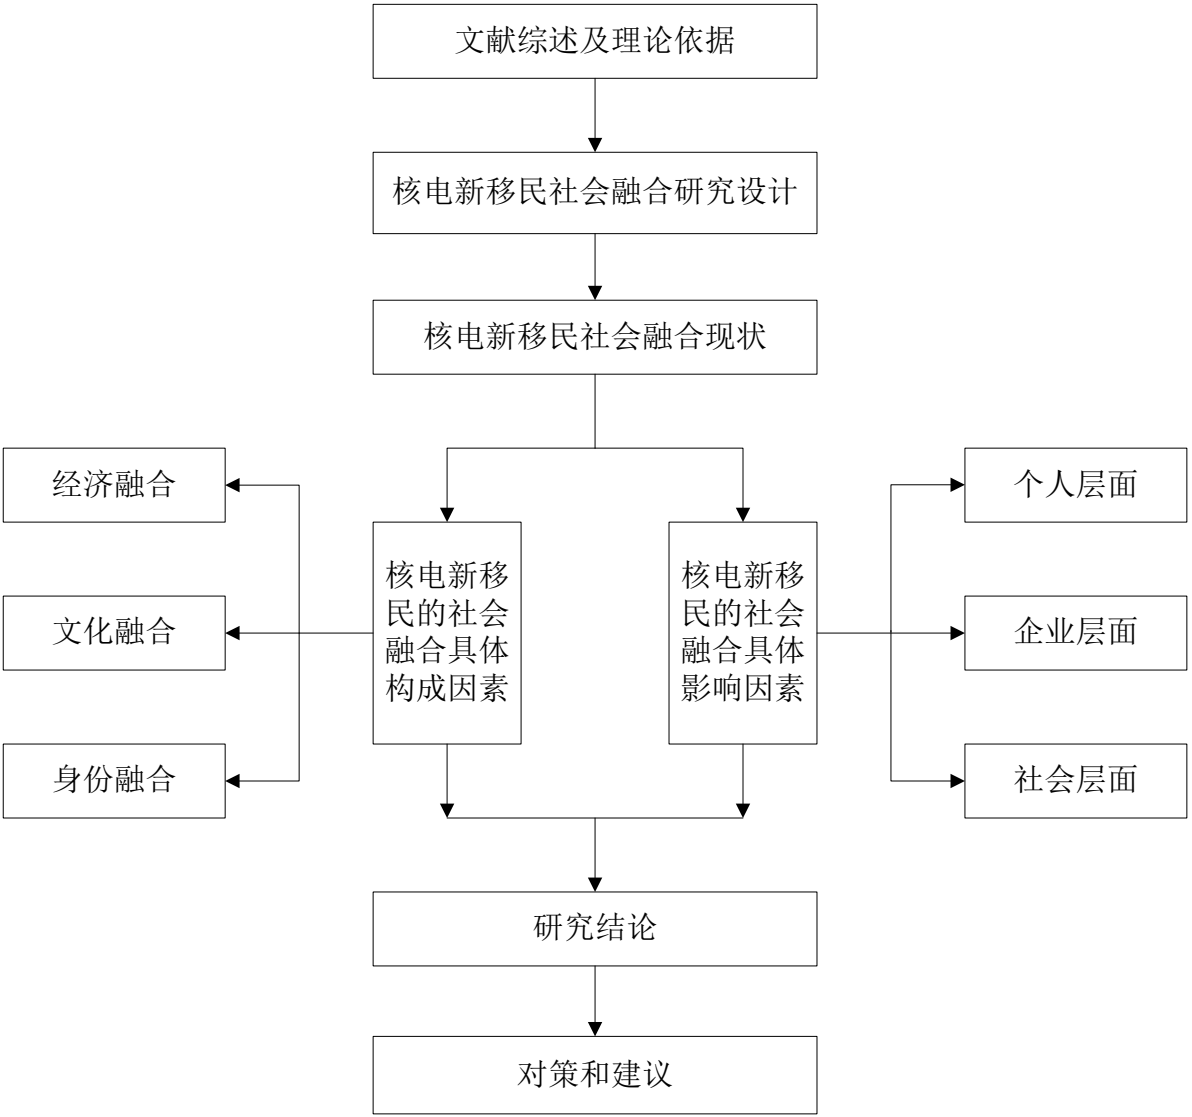 文献综述及理论依据
核电新移民社会融合研究设计
核电新移民社会融合现状
经济融合
文化融合
身份融合
核电新移
民的社会
融合具体
构成因素
核电新移
民的社会
融合具体
影响因素
个人层面
企业层面
社会层面
研究结论
对策和建议